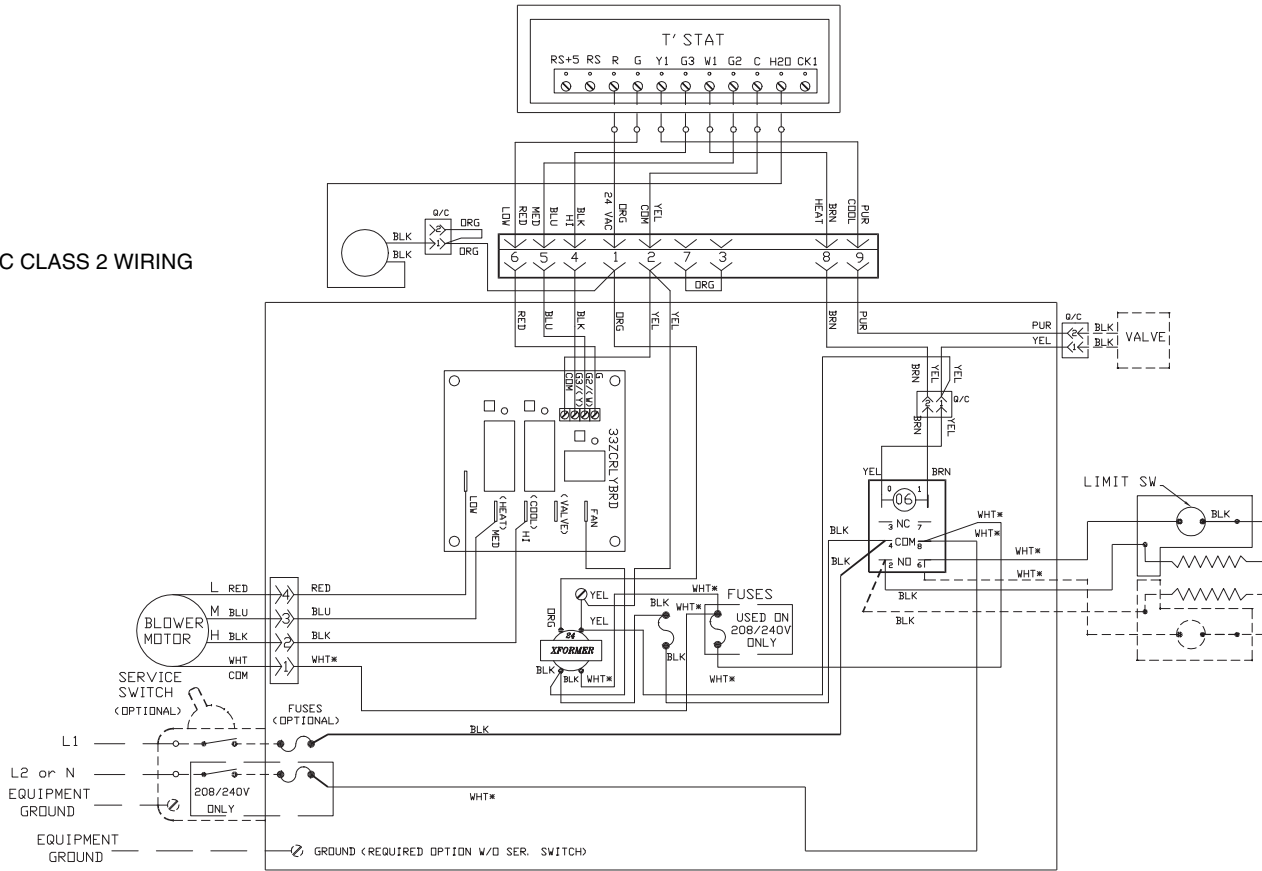 T' STAT
RS+5 RS R G Y1 G3 W1 G2 C H2O CK1
Q/C
2 ORG
BLK 1
BLK ORG
LOW RED MED BLU HI BLK 24 VAC ORG COM YEL HEAT BRN COOL PUR
6 5 4 1 2 7 3 8 9
ORG
C CLASS 2 WIRING
RED BLU BLK ORG YEL YEL BRN PUR
Q/C
PUR 2 BLK
YEL 1 BLK
VALVE
COM G3/(Y) G2/(W) G
33ZCRLYBRD
LOW (HEAT) MED (COOL) HI (VALVE) FAN
BRN YEL YEL
2 1 Q/C
BRN YEL
YEL BRN
0 1
06
3 NC 7
4 COM 8
2 NO 6
BLK
BLK
WHT*
WHT*
WHT*
WHT*
BLK
BLK
LIMIT SW.
BLK
BLOWER
MOTOR
L RED 4 RED
M BLU 3 BLU
H BLK 2 BLK
WHT 1 WHT*
COM
ORG
YEL
YEL
24
XFORMER
BLK
BLK WHT*
BLK
BLK
WHT*
WHT*
FUSES
USED ON
208/240V
ONLY
WHT*
SERVICE
SWITCH
(OPTIONAL)
FUSES
(OPTIONAL)
L1
BLK
L2 or N
208/240V
ONLY
WHT*
EQUIPMENT
GROUND
EQUIPMENT
GROUND
GROUND (REQUIRED OPTION W/O SER. SWITCH)